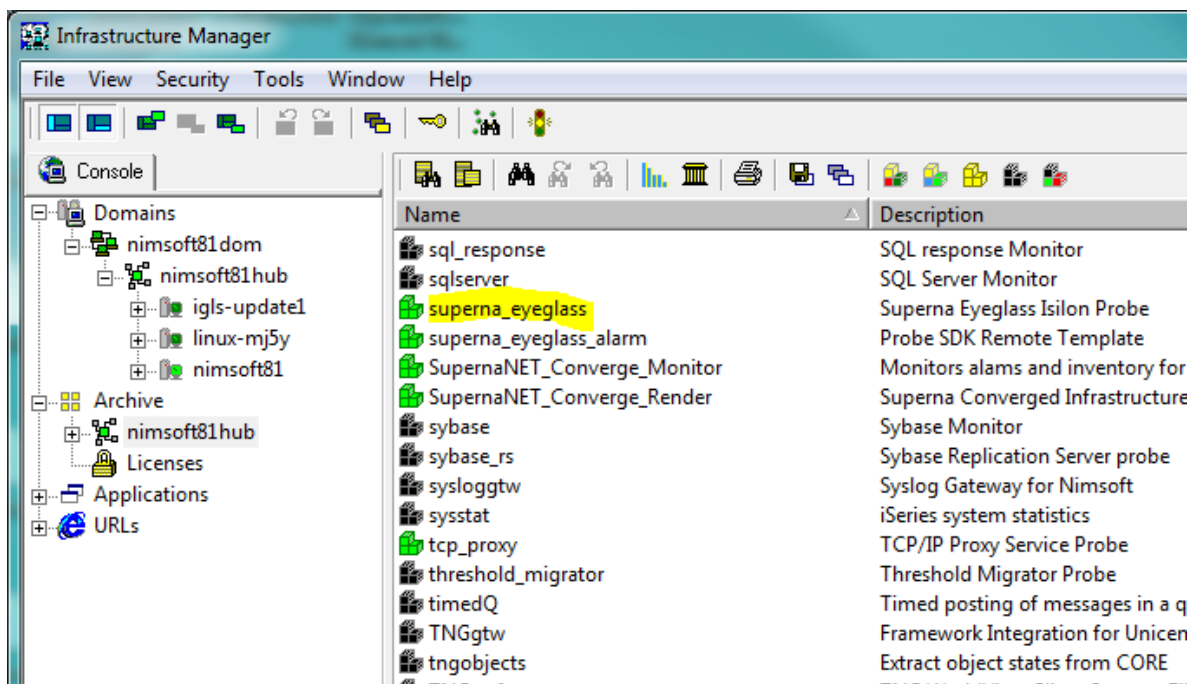 Infrastructure Manager
File View Security Tools Window Help
Console
Domains
nimsoft81dom
nimsoft81hub
igls-update1
linux-mj5y
nimsoft81
Archive
nimsoft81hub
Licenses
Applications
URLs
Name Description
sql_response SQL response Monitor
sqlserver SQL Server Monitor
superna_eyeglass Superna Eyeglass Isilon Probe
superna_eyeglass_alarm Probe SDK Remote Template
SupernaNET_Converge_Monitor Monitors alams and inventory for
SupernaNET_Converge_Render Superna Converged Infrastructure
sybase Sybase Monitor
sybase_rs Sybase Replication Server probe
sysloggtw Syslog Gateway for Nimsoft
sysstat iSeries system statistics
tcp_proxy TCP/IP Proxy Service Probe
threshold_migrator Threshold Migrator Probe
timedQ Timed posting of messages in a q
TNGgtw Framework Integration for Unicen
tngobjects Extract object states from CORE